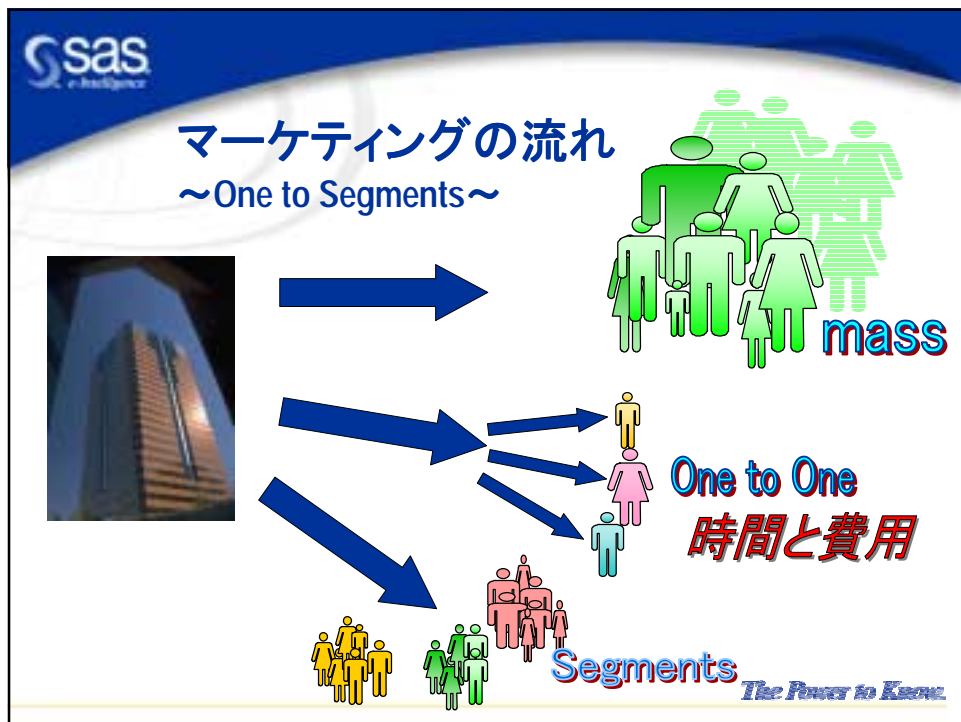 sas
e-Intelligence
マーケティングの流れ
～One to Segments～
mass
One to One
時間と費用
Segments
The Power to Know.